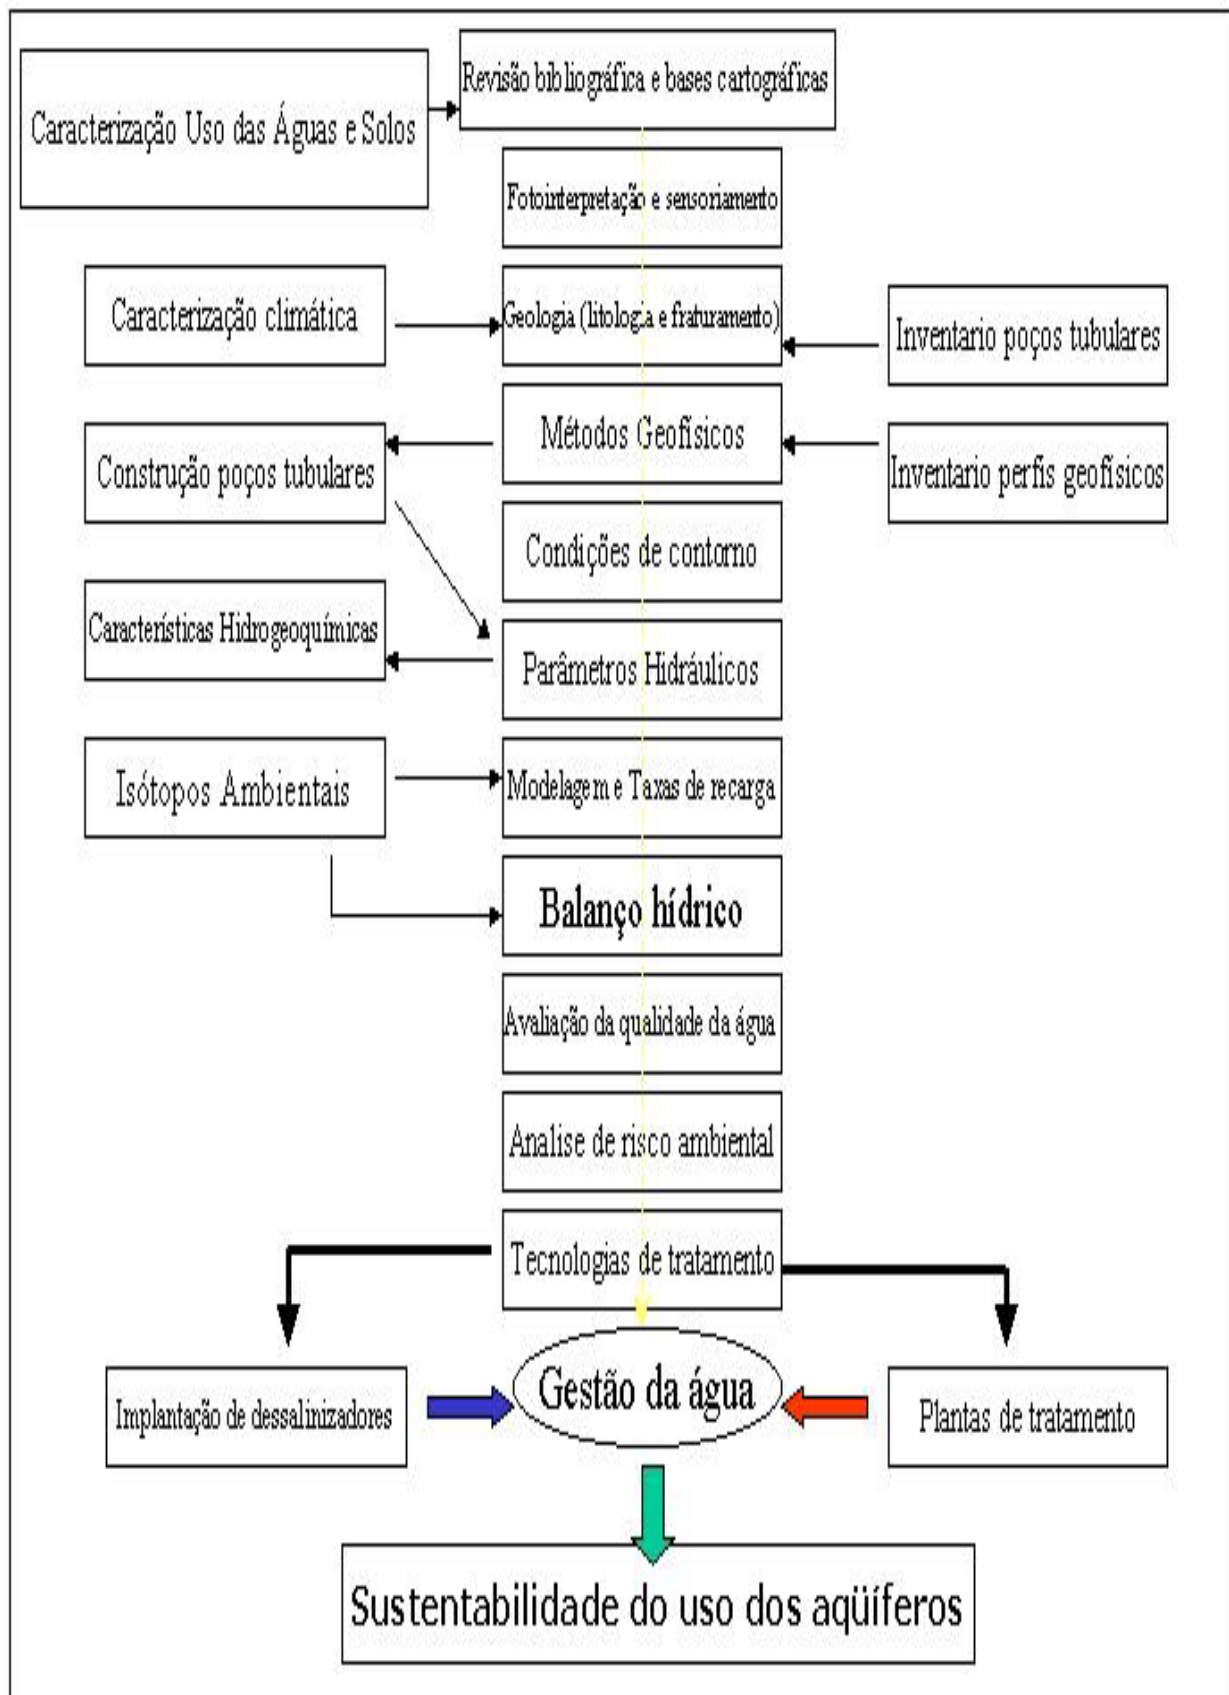 Revisão bibliográfica e bases cartográficas
Caracterização Uso das Águas e Solos
Fotointerpretação e sensoriamento
Caracterização climática
Geologia (litologia e fraturamento)
Inventario poços tubulares
Métodos Geofísicos
Construção poços tubulares
Inventario perfis geofísicos
Condições de contorno
Características Hidrogeoquímicas
Parâmetros Hidráulicos
Isótopos Ambientais
Modelagem e Taxas de recarga
Balanço hídrico
Avaliação da qualidade da água
Analise de risco ambiental
Tecnologias de tratamento
Implantação de dessalinizadores
Gestão da água
Plantas de tratamento
Sustentabilidade do uso dos aqüíferos